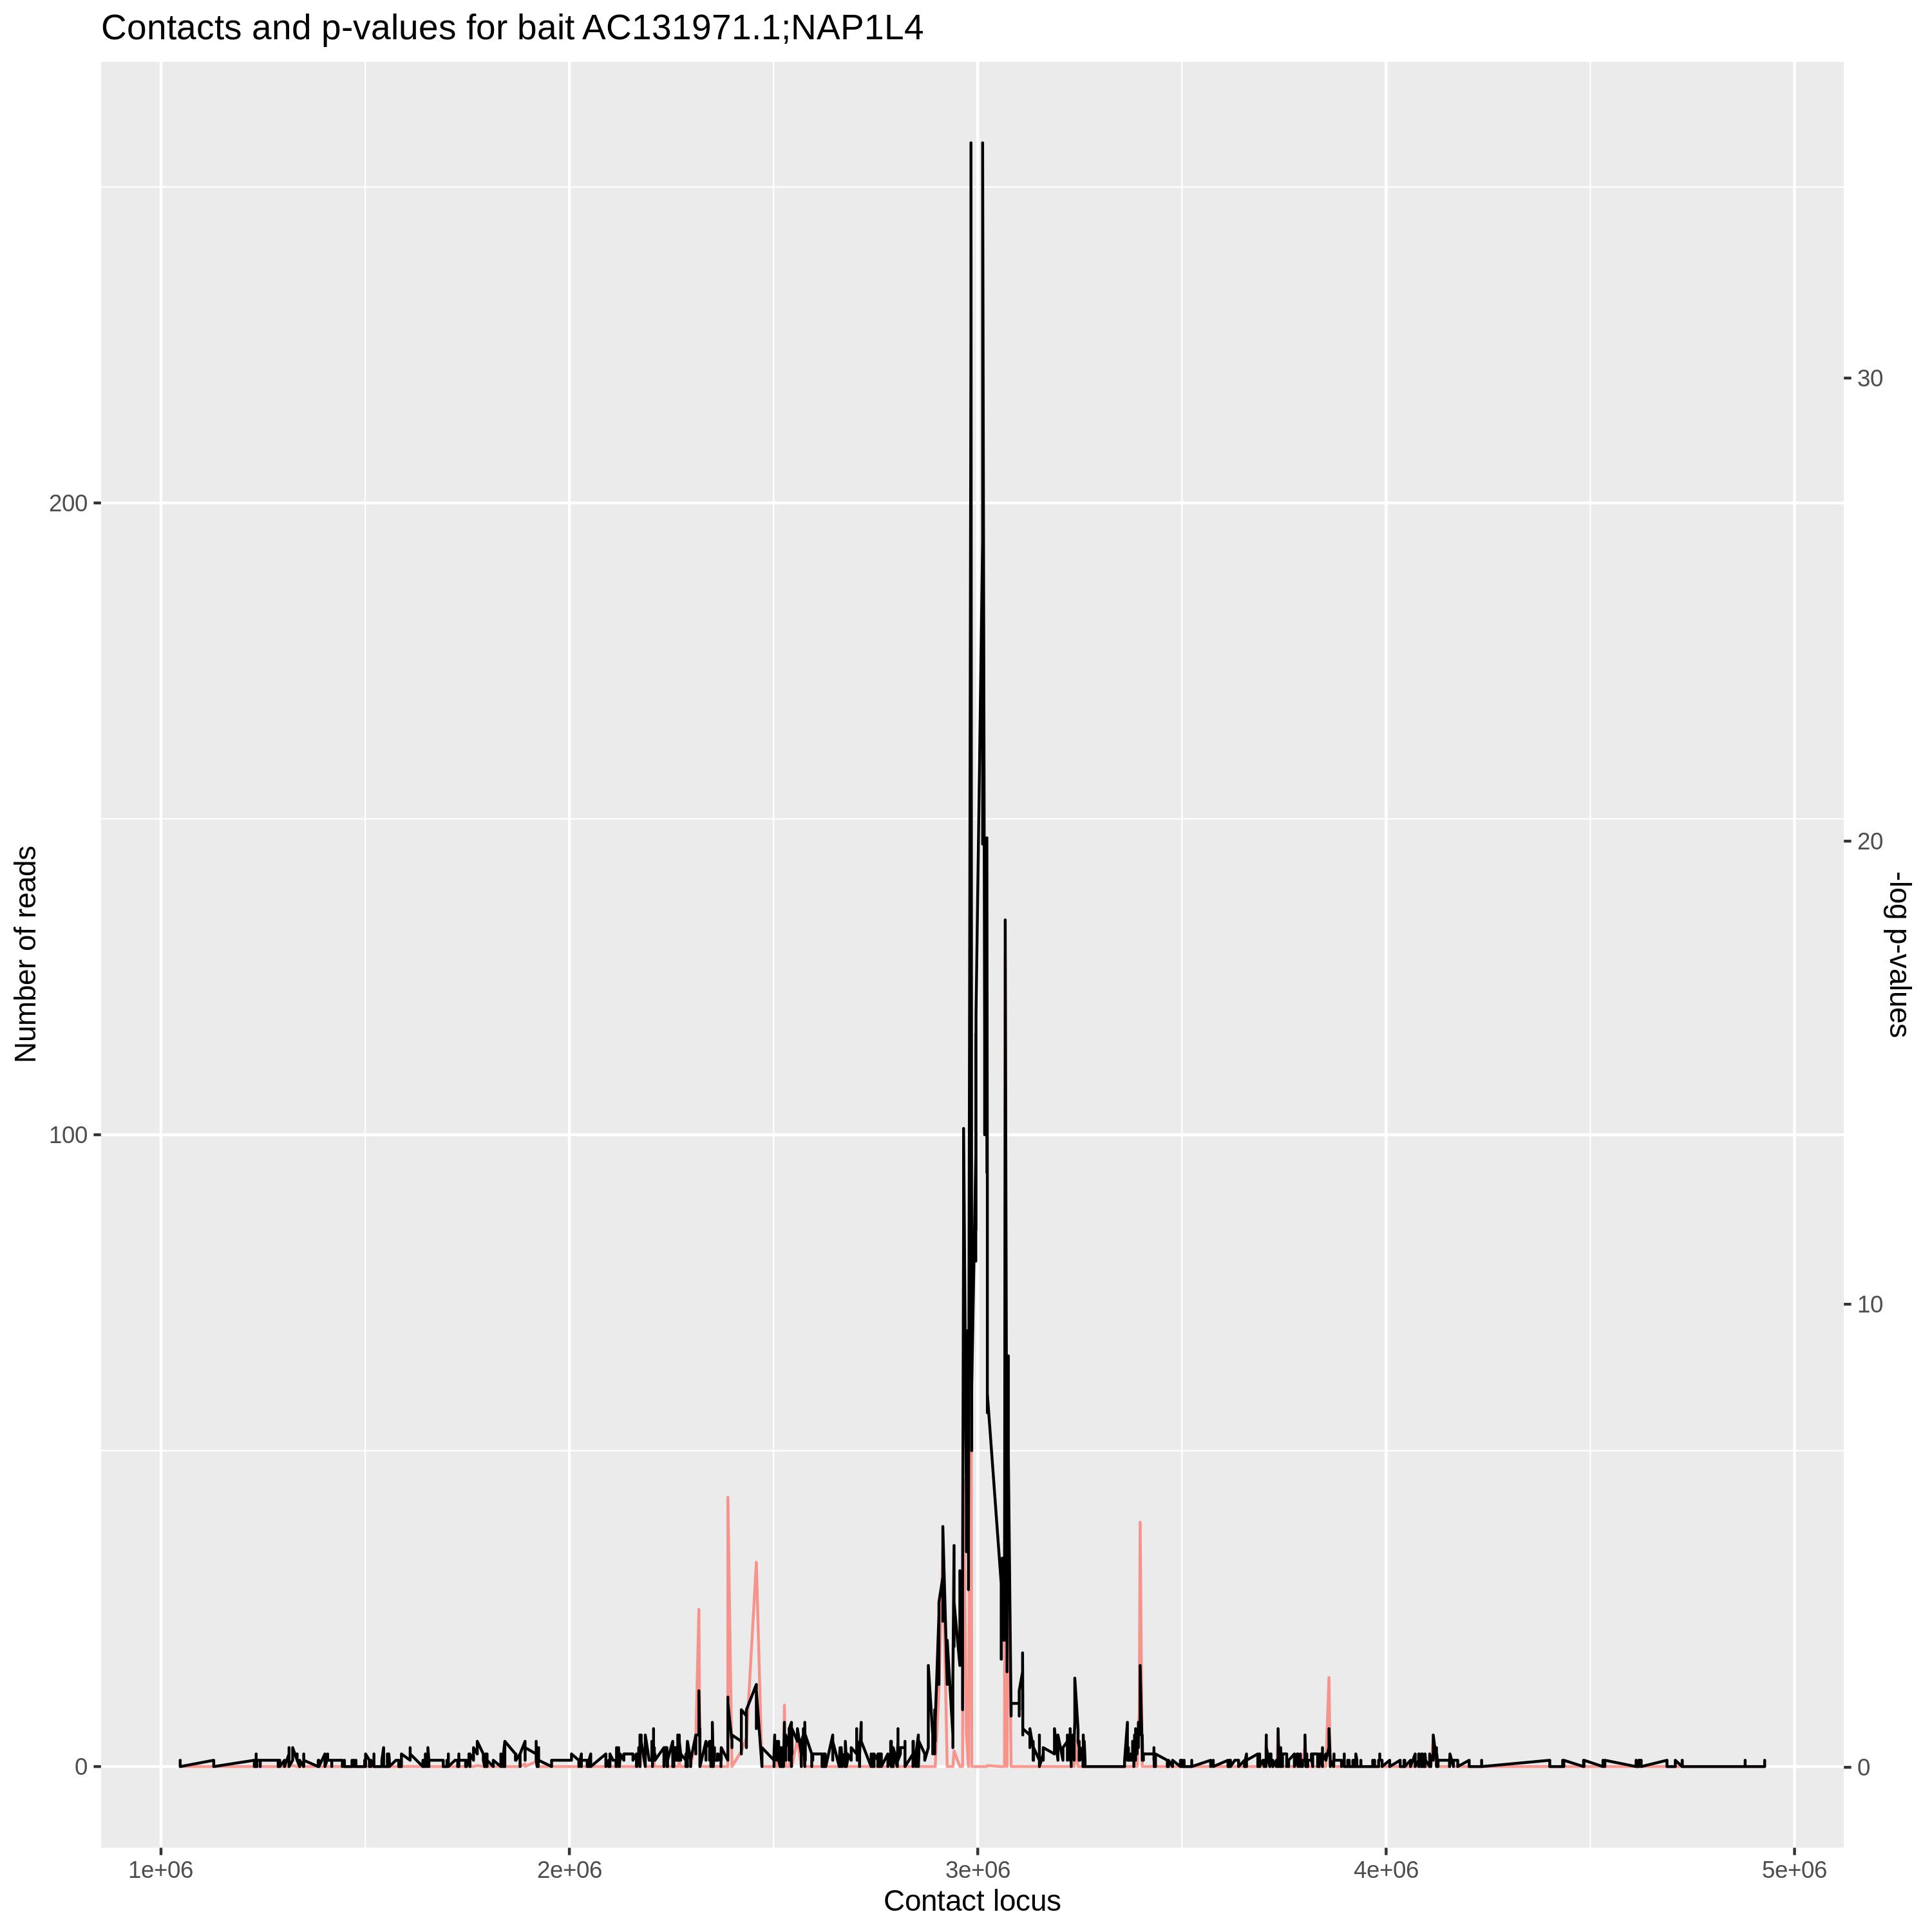 Contacts and p-values for bait AC131971.1;NAP1L4
Number of reads
200
100
0
30
20
10
0
-log p-values
1e+06
2e+06
3e+06
4e+06
5e+06
Contact locus